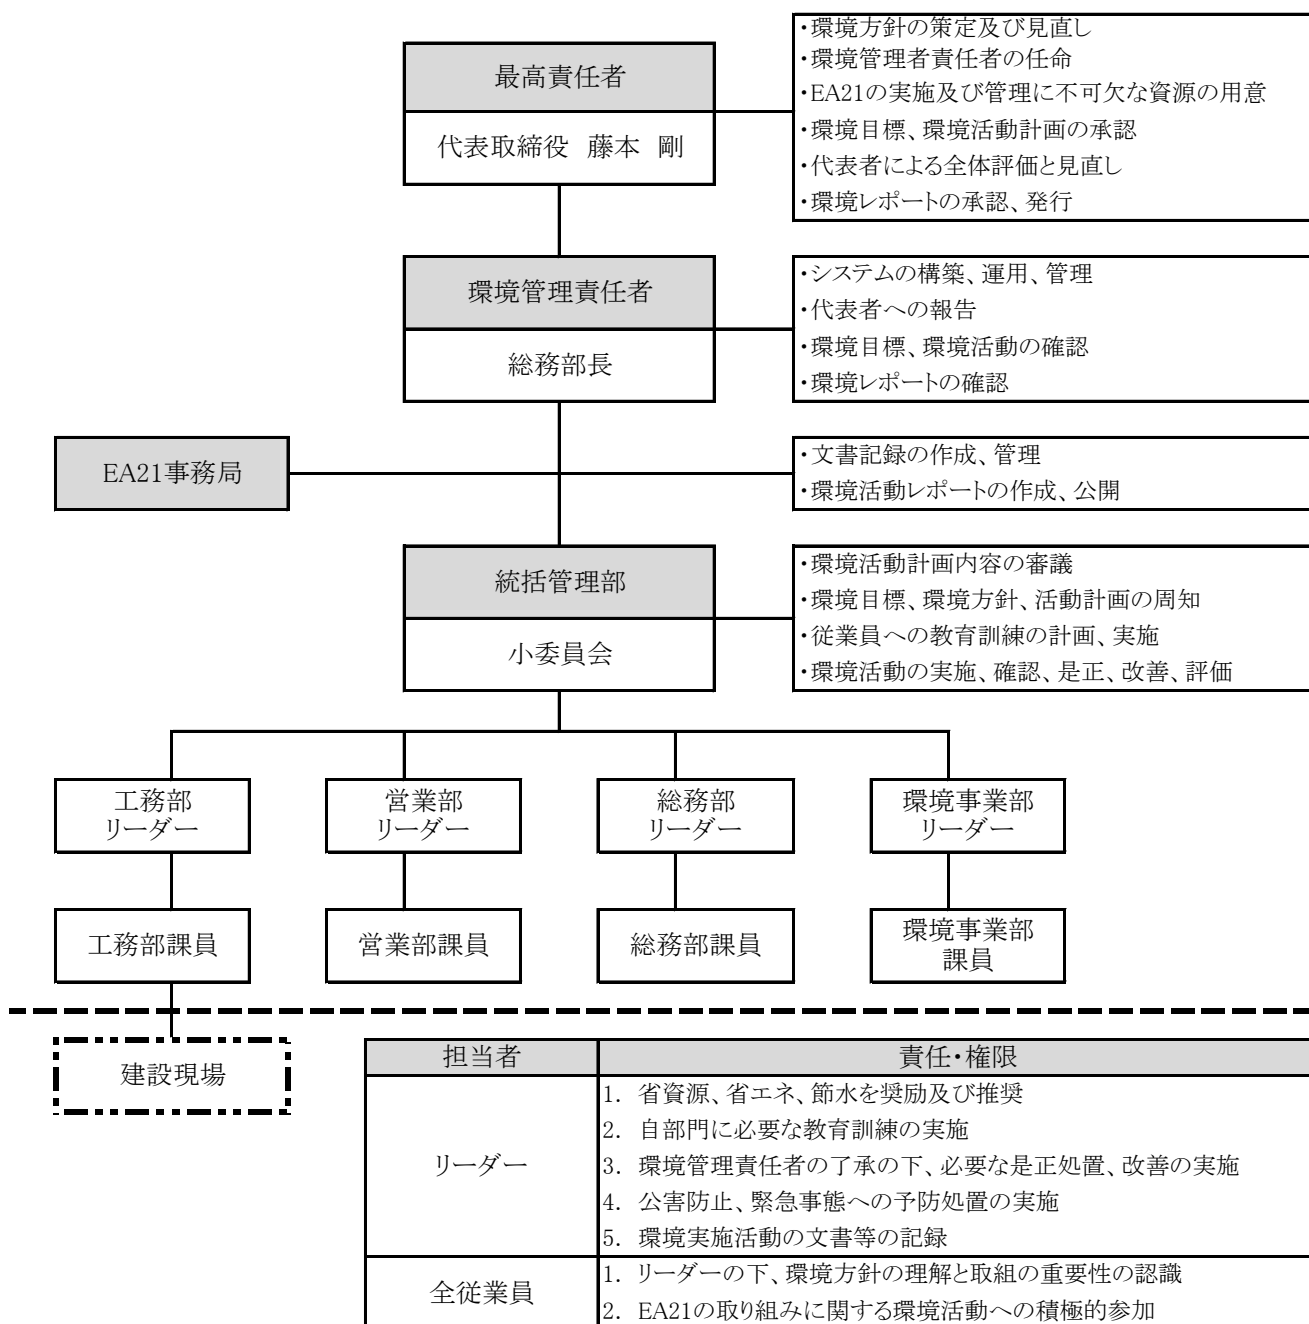 最高責任者
代表取締役 藤本 剛
・環境方針の策定及び見直し
・環境管理者責任者の任命
・EA21の実施及び管理に不可欠な資源の用意
・環境目標、環境活動計画の承認
・代表者による全体評価と見直し
・環境レポートの承認、発行
環境管理責任者
総務部長
・システムの構築、運用、管理
・代表者への報告
・環境目標、環境活動の確認
・環境レポートの確認
EA21事務局
・文書記録の作成、管理
・環境活動レポートの作成、公開
統括管理部
小委員会
・環境活動計画内容の審議
・環境目標、環境方針、活動計画の周知
・従業員への教育訓練の計画、実施
・環境活動の実施、確認、是正、改善、評価
工務部
リーダー
営業部
リーダー
総務部
リーダー
環境事業部
リーダー
工務部課員
営業部課員
総務部課員
環境事業部
課員
建設現場
担当者
責任・権限
リーダー
1. 省資源、省エネ、節水を奨励及び推奨
2. 自部門に必要な教育訓練の実施
3. 環境管理責任者の了承の下、必要な是正処置、改善の実施
4. 公害防止、緊急事態への予防処置の実施
5. 環境実施活動の文書等の記録
全従業員
1. リーダーの下、環境方針の理解と取組の重要性の認識
2. EA21の取り組みに関する環境活動への積極的参加